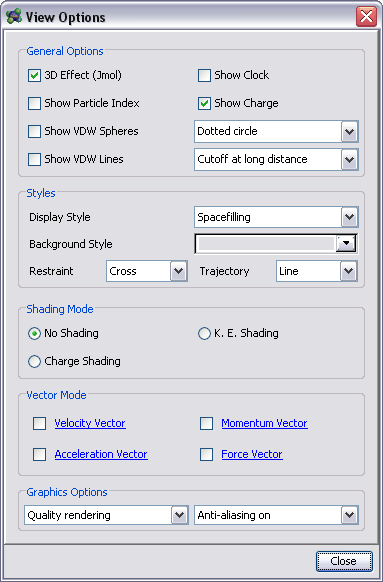 View Options
General Options
3D Effect (Jmol) Show Clock
Show Particle Index Show Charge
Show VDW Spheres Dotted circle
Show VDW Lines Cutoff at long distance
Styles
Display Style Spacefilling
Background Style
Restraint Cross Trajectory Line
Shading Mode
No Shading K. E. Shading
Charge Shading
Vector Mode
Velocity Vector Momentum Vector
Acceleration Vector Force Vector
Graphics Options
Quality rendering Anti-aliasing on
Close